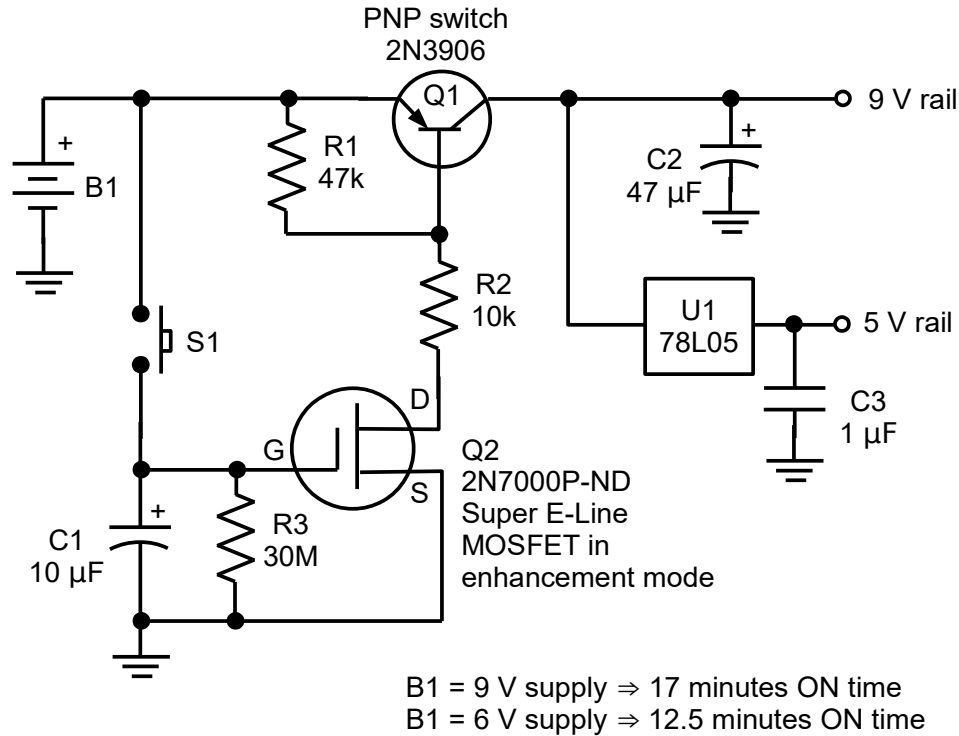 PNP switch
2N3906
Q1
9 V rail
+
B1
R1
47k
+
C2
47 µF
R2
10k
U1
78L05
5 V rail
S1
C3
1 µF
D
G
S
Q2
2N7000P-ND
Super E-Line
MOSFET in
enhancement mode
+
C1
10 µF
R3
30M
B1 = 9 V supply ⇒ 17 minutes ON time
B1 = 6 V supply ⇒ 12.5 minutes ON time